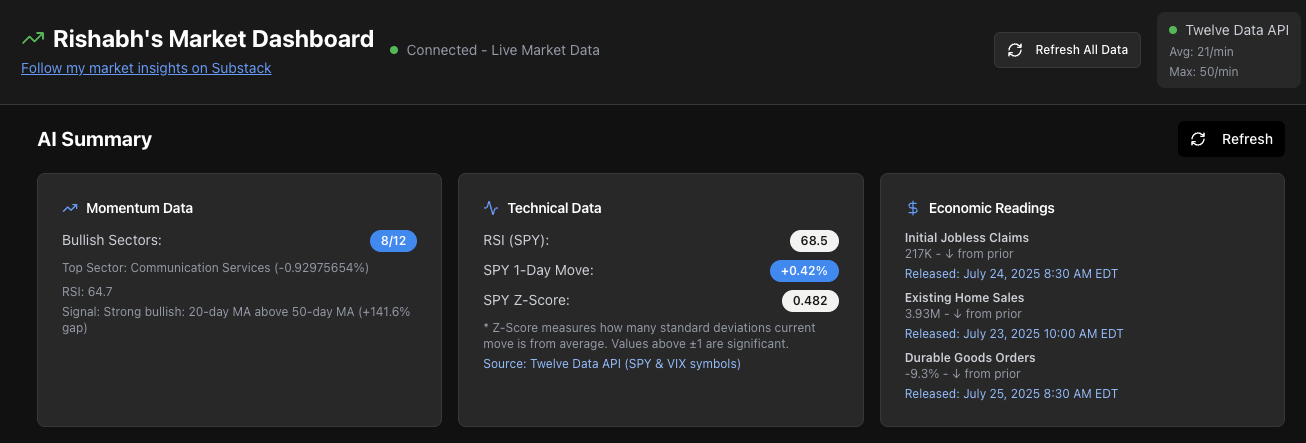 Rishabh's Market Dashboard
Follow my market insights on Substack
Connected - Live Market Data
Refresh All Data
Twelve Data API
Avg: 21/min
Max: 50/min
AI Summary
Refresh
Momentum Data
Bullish Sectors: 8/12
Top Sector: Communication Services (-0.92975654%)
RSI: 64.7
Signal: Strong bullish: 20-day MA above 50-day MA (+141.6%
gap)
Technical Data
RSI (SPY): 68.5
SPY 1-Day Move: +0.42%
SPY Z-Score: 0.482
* Z-Score measures how many standard deviations current
move is from average. Values above ±1 are significant.
Source: Twelve Data API (SPY & VIX symbols)
Economic Readings
Initial Jobless Claims
217K - ↓ from prior
Released: July 24, 2025 8:30 AM EDT
Existing Home Sales
3.93M - ↓ from prior
Released: July 23, 2025 10:00 AM EDT
Durable Goods Orders
-9.3% - ↓ from prior
Released: July 25, 2025 8:30 AM EDT